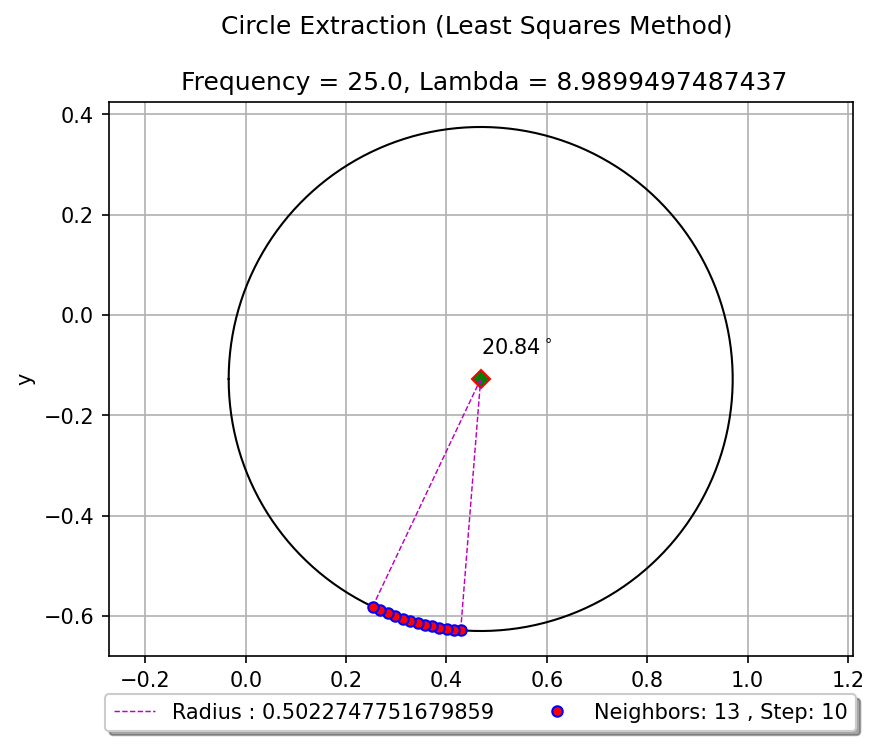 Circle Extraction (Least Squares Method)
Frequency = 25.0, Lambda = 8.9899497487437
0.4
0.2
0.0
−0.2
−0.4
−0.6
y
20.84°
−0.2 0.0 0.2 0.4 0.6 0.8 1.0 1.2
Radius : 0.5022747751679859 Neighbors: 13 , Step: 10